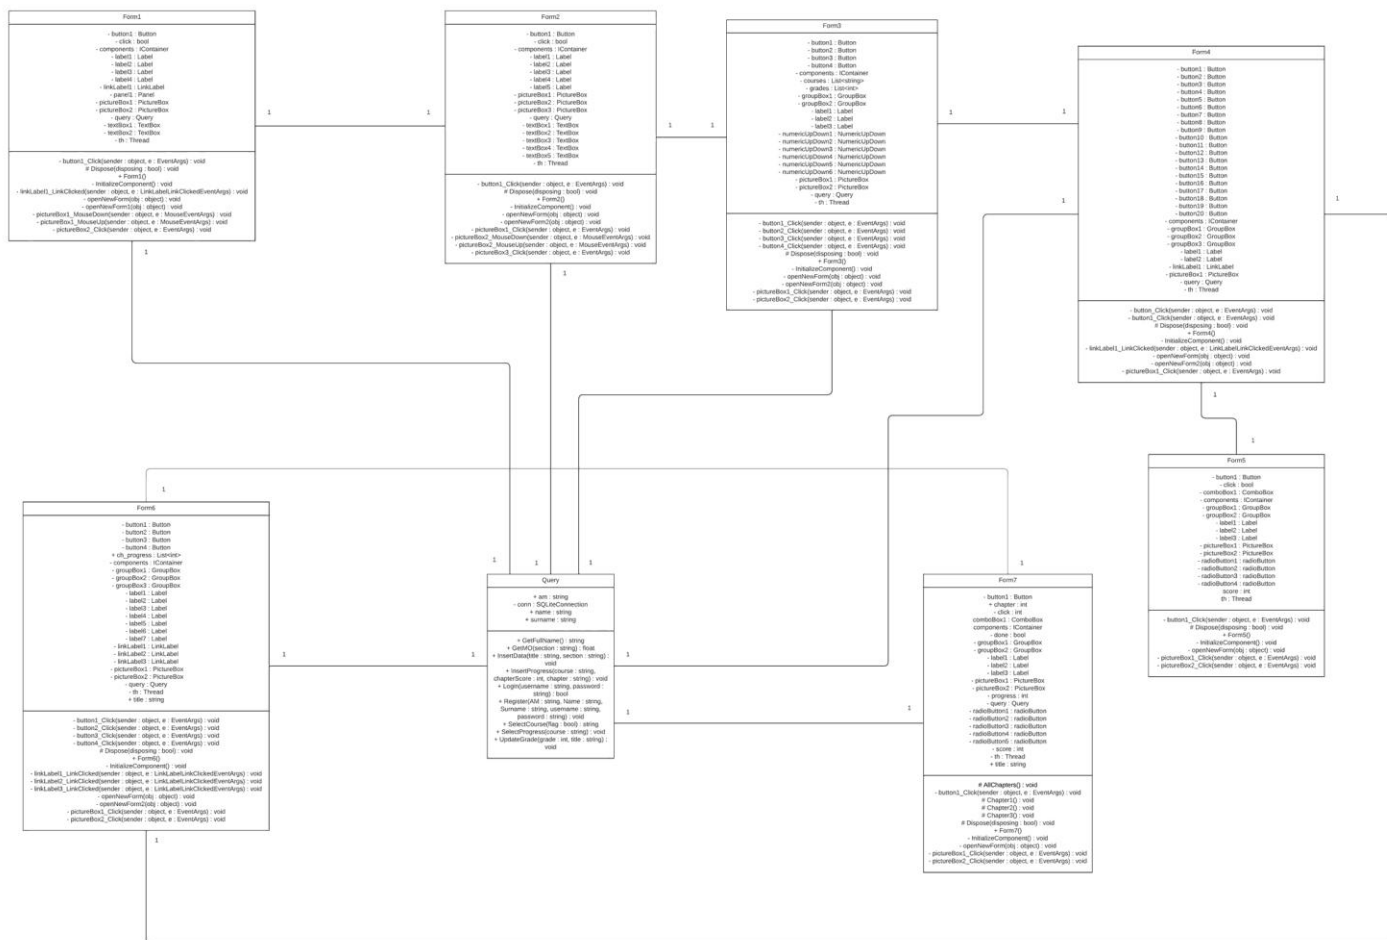 Form1
- button1 : Button
- click : bool
- components : IContainer
- label1 : Label
- label2 : Label
- label3 : Label
- label4 : Label
- linkLabel1 : LinkLabel
- panel1 : Panel
- pictureBox1 : PictureBox
- pictureBox2 : PictureBox
- query : Query
- textBox1 : TextBox
- textBox2 : TextBox
- th : Thread
- button1_Click(sender : object, e : EventArgs) : void
# Dispose(disposing : bool) : void
+ Form1()
- InitializeComponent() : void
- linkLabel1_LinkClicked(sender : object, e : LinkLabelLinkClickedEventArgs) : void
- openNewForm(obj : object) : void
- openNewForm1(obj : object) : void
- pictureBox1_MouseDown(sender : object, e : MouseEventArgs) : void
- pictureBox1_MouseUp(sender : object, e : MouseEventArgs) : void
- pictureBox2_Click(sender : object, e : EventArgs) : void
1
1
1
Form2
- button1 : Button
- click : bool
- components : IContainer
- label1 : Label
- label2 : Label
- label3 : Label
- label4 : Label
- label5 : Label
- pictureBox1 : PictureBox
- pictureBox2 : PictureBox
- pictureBox3 : PictureBox
- query : Query
- textBox1 : TextBox
- textBox2 : TextBox
- textBox3 : TextBox
- textBox4 : TextBox
- textBox5 : TextBox
- th : Thread
- button1_Click(sender : object, e : EventArgs) : void
# Dispose(disposing : bool) : void
+ Form2()
- InitializeComponent() : void
- openNewForm(obj : object) : void
- openNewForm2(obj : object) : void
- pictureBox1_Click(sender : object, e : EventArgs) : void
- pictureBox2_MouseDown(sender : object, e : MouseEventArgs) : void
- pictureBox2_MouseUp(sender : object, e : MouseEventArgs) : void
- pictureBox3_Click(sender : object, e : EventArgs) : void
1
1
1
Form3
- button1 : Button
- button2 : Button
- button3 : Button
- button4 : Button
- components : IContainer
- courses : List<string>
- grades : List<int>
- groupBox1 : GroupBox
- groupBox2 : GroupBox
- label1 : Label
- label2 : Label
- label3 : Label
- numericUpDown1 : NumericUpDown
- numericUpDown2 : NumericUpDown
- numericUpDown3 : NumericUpDown
- numericUpDown4 : NumericUpDown
- numericUpDown5 : NumericUpDown
- numericUpDown6 : NumericUpDown
- pictureBox1 : PictureBox
- pictureBox2 : PictureBox
- query : Query
- th : Thread
- button1_Click(sender : object, e : EventArgs) : void
- button2_Click(sender : object, e : EventArgs) : void
- button3_Click(sender : object, e : EventArgs) : void
- button4_Click(sender : object, e : EventArgs) : void
# Dispose(disposing : bool) : void
+ Form3()
- InitializeComponent() : void
- openNewForm(obj : object) : void
- openNewForm2(obj : object) : void
- pictureBox1_Click(sender : object, e : EventArgs) : void
- pictureBox2_Click(sender : object, e : EventArgs) : void
1
1
1
1
Form4
- button1 : Button
- button2 : Button
- button3 : Button
- button4 : Button
- button5 : Button
- button6 : Button
- button7 : Button
- button8 : Button
- button9 : Button
- button10 : Button
- button11 : Button
- button12 : Button
- button13 : Button
- button14 : Button
- button15 : Button
- button16 : Button
- button17 : Button
- button18 : Button
- button19 : Button
- button20 : Button
- components : IContainer
- groupBox1 : GroupBox
- groupBox2 : GroupBox
- groupBox3 : GroupBox
- label1 : Label
- label2 : Label
- linkLabel1 : LinkLabel
- pictureBox1 : PictureBox
- query : Query
- th : Thread
- button_Click(sender : object, e : EventArgs) : void
- button1_Click(sender : object, e : EventArgs) : void
# Dispose(disposing : bool) : void
+ Form4()
- InitializeComponent() : void
- linkLabel1_LinkClicked(sender : object, e : LinkLabelLinkClickedEventArgs) : void
- openNewForm(obj : object) : void
- openNewForm2(obj : object) : void
- pictureBox1_Click(sender : object, e : EventArgs) : void
1
1
1
Form5
- button1 : Button
- click : bool
- comboBox1 : ComboBox
- components : IContainer
- groupBox1 : GroupBox
- groupBox2 : GroupBox
- label1 : Label
- label2 : Label
- label3 : Label
- pictureBox1 : PictureBox
- pictureBox2 : PictureBox
- radioButton1 : radioButton
- radioButton2 : radioButton
- radioButton3 : radioButton
- radioButton4 : radioButton
score : int
th : Thread
- button1_Click(sender : object, e : EventArgs) : void
# Dispose(disposing : bool) : void
+ Form5()
- InitializeComponent() : void
- openNewForm(obj : object) : void
- pictureBox1_Click(sender : object, e : EventArgs) : void
- pictureBox2_Click(sender : object, e : EventArgs) : void
1
Form6
- button1 : Button
- button2 : Button
- button3 : Button
- button4 : Button
+ ch_progress : List<int>
- components : IContainer
- groupBox1 : GroupBox
- groupBox2 : GroupBox
- groupBox3 : GroupBox
- label1 : Label
- label2 : Label
- label3 : Label
- label4 : Label
- label5 : Label
- label6 : Label
- label7 : Label
- linkLabel1 : LinkLabel
- linkLabel2 : LinkLabel
- linkLabel3 : LinkLabel
- pictureBox1 : PictureBox
- pictureBox2 : PictureBox
- query : Query
- th : Thread
+ title : string
- button1_Click(sender : object, e : EventArgs) : void
- button2_Click(sender : object, e : EventArgs) : void
- button3_Click(sender : object, e : EventArgs) : void
- button4_Click(sender : object, e : EventArgs) : void
# Dispose(disposing : bool) : void
+ Form6()
- InitializeComponent() : void
- linkLabel1_LinkClicked(sender : object, e : LinkLabelLinkClickedEventArgs) : void
- linkLabel2_LinkClicked(sender : object, e : LinkLabelLinkClickedEventArgs) : void
- linkLabel3_LinkClicked(sender : object, e : LinkLabelLinkClickedEventArgs) : void
- openNewForm(obj : object) : void
- openNewForm2(obj : object) : void
- pictureBox1_Click(sender : object, e : EventArgs) : void
- pictureBox2_Click(sender : object, e : EventArgs) : void
1
1
1
1
1
1
Query
+ am : string
- conn : SQLiteConnection
+ name : string
+ surname : string
+ GetFullName() : string
+ GetMO(section : string) : float
+ InsertData(title : string, section : string) :
void
+ insertProgress(course : string,
chapterScore : int, chapter : string) : void
+ Login(username : string, password :
string) : bool
+ Register(AM : string, Name : string,
Surname : string, username : string,
password : string) : void
+ SelectCourse(flag : bool) : string
+ SelectProgress(course : string) : void
+ UpdateGrade(grade : int, title : string) :
void
1
1
1
1
1
Form7
- button1 : Button
+ chapter : int
- click : int
comboBox1 : ComboBox
components : IContainer
- done : bool
- groupBox1 : GroupBox
- groupBox2 : GroupBox
- label1 : Label
- label2 : Label
- label3 : Label
- pictureBox1 : PictureBox
- pictureBox2 : PictureBox
- progress : int
- query : Query
- radioButton1 : radioButton
- radioButton2 : radioButton
- radioButton3 : radioButton
- radioButton4 : radioButton
- radioButton5 : radioButton
- score : int
- th : Thread
+ title : string
# AllChapters() : void
- button1_Click(sender : object, e : EventArgs) : void
# Chapter1() : void
# Chapter2() : void
# Chapter3() : void
# Dispose(disposing : bool) : void
+ Form7()
- InitializeComponent() : void
- openNewForm(obj : object) : void
- pictureBox1_Click(sender : object, e : EventArgs) : void
- pictureBox2_Click(sender : object, e : EventArgs) : void